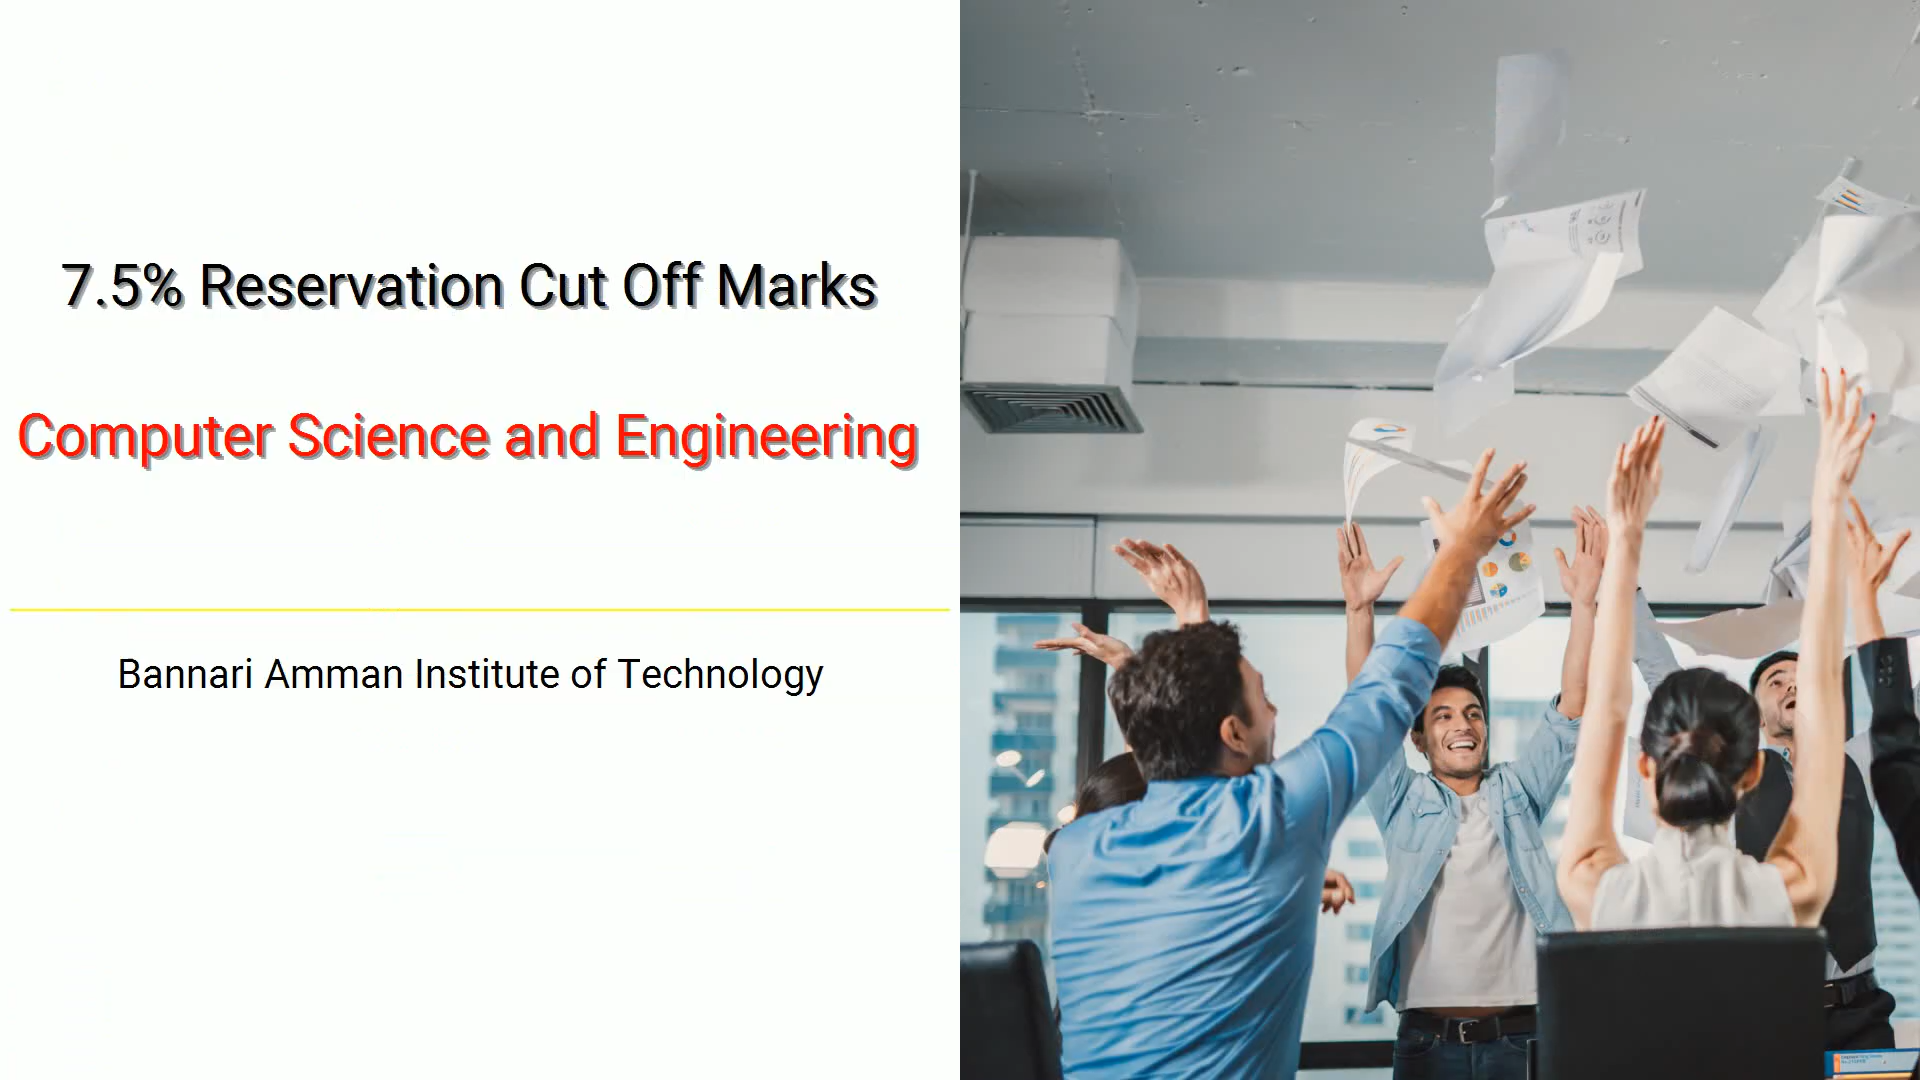 7.5% Reservation Cut Off Marks
Computer Science and Engineering
Bannari Amman Institute of Technology